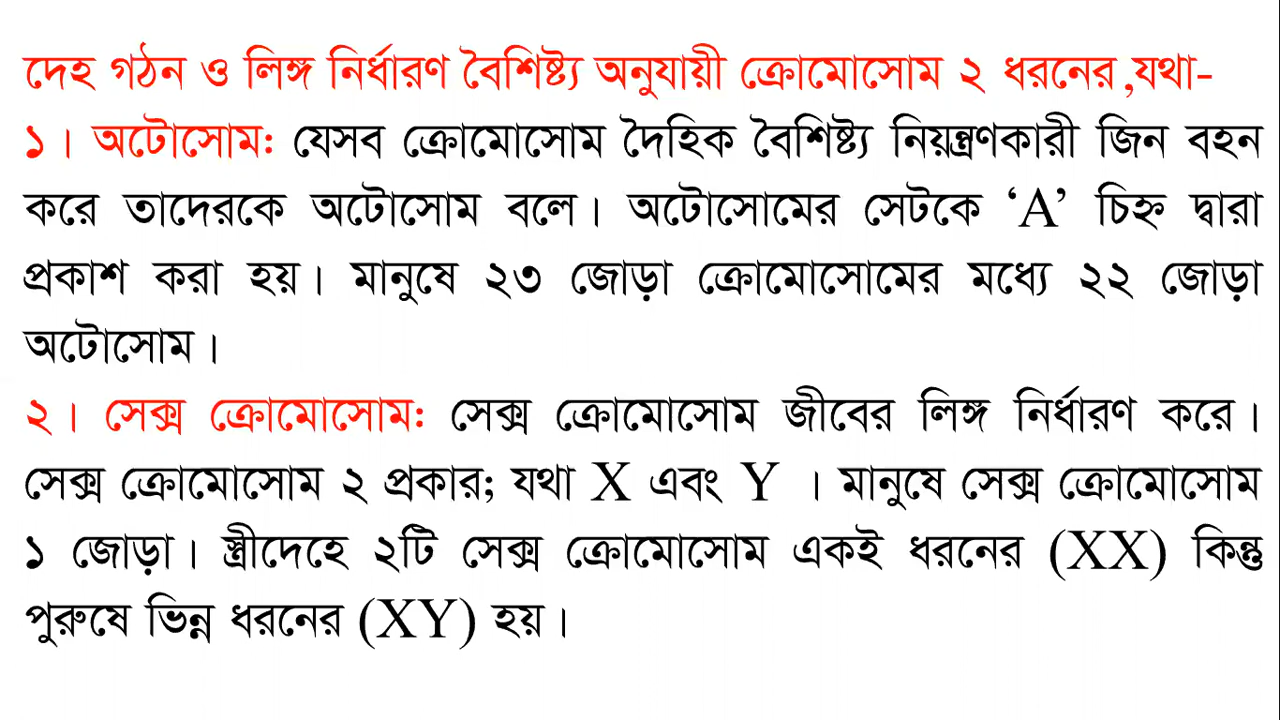 দেহ গঠন ও লিঙ্গ নির্ধারণ বৈশিষ্ট্য অনুযায়ী ক্রোমোসোম ২ ধরনের,যথা-
১। অটোসোম: যেসব ক্রোমোসোম দৈহিক বৈশিষ্ট্য নিয়ন্ত্রণকারী জিন বহন
করে তাদেরকে অটোসোম বলে। অটোসোমের সেটকে ‘A’ চিহ্ন দ্বারা
প্রকাশ করা হয়। মানুষে ২৩ জোড়া ক্রোমোসোমের মধ্যে ২২ জোড়া
অটোসোম।
২। সেক্স ক্রোমোসোম: সেক্স ক্রোমোসোম জীবের লিঙ্গ নির্ধারণ করে।
সেক্স ক্রোমোসোম ২ প্রকার; যথা X এবং Y । মানুষে সেক্স ক্রোমোসোম
১ জোড়া। স্ত্রীদেহে ২টি সেক্স ক্রোমোসোম একই ধরনের (XX) কিন্তু
পুরুষে ভিন্ন ধরনের (XY) হয়।